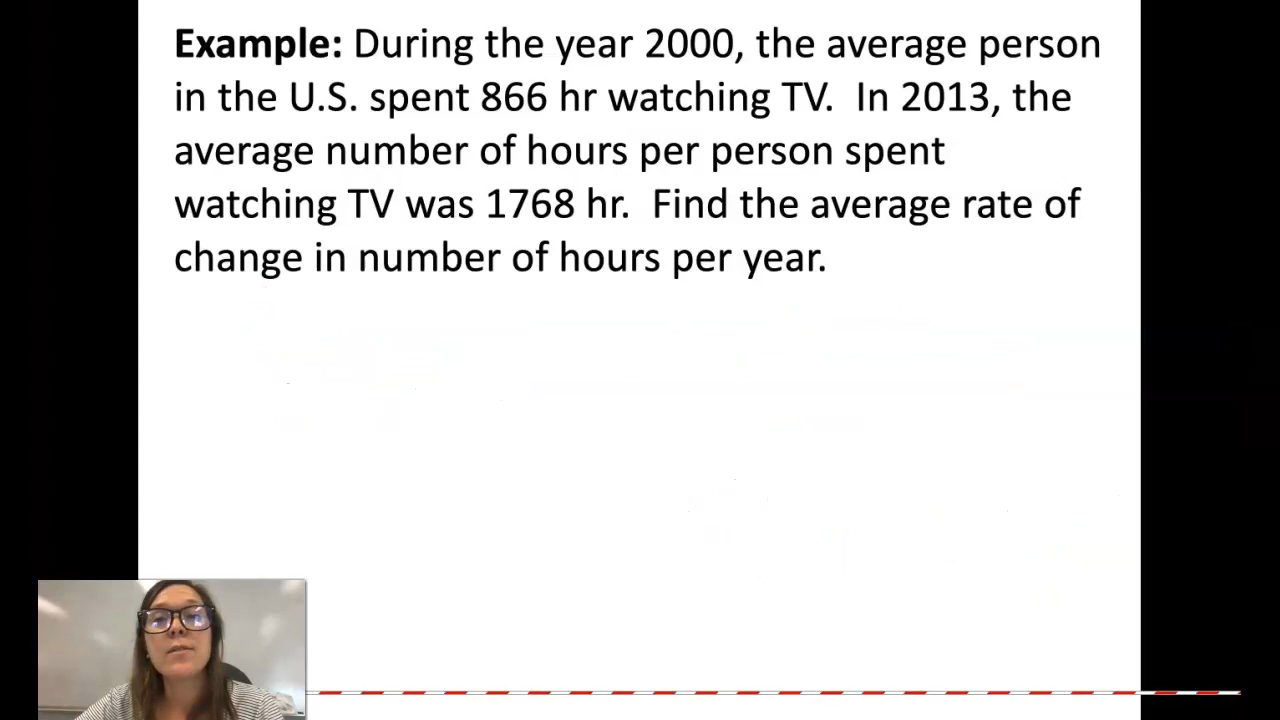 Example: During the year 2000, the average person
in the U.S. spent 866 hr watching TV.  In 2013, the
average number of hours per person spent
watching TV was 1768 hr.  Find the average rate of
change in number of hours per year.